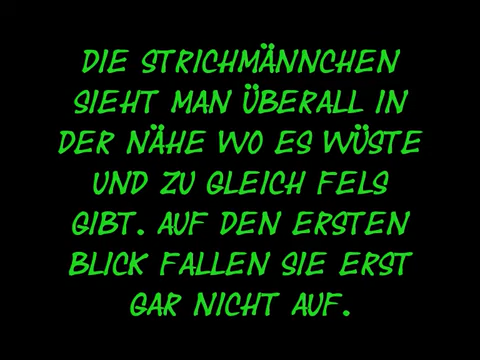 DIE STRICHMÄNNCHEN
SIEHT MAN ÜBERALL IN
DER NÄHE WO ES WÜSTE
UND ZU GLEICH FELS
GIBT. AUF DEN ERSTEN
BLICK FALLEN SIE ERST
GAR NICHT AUF.